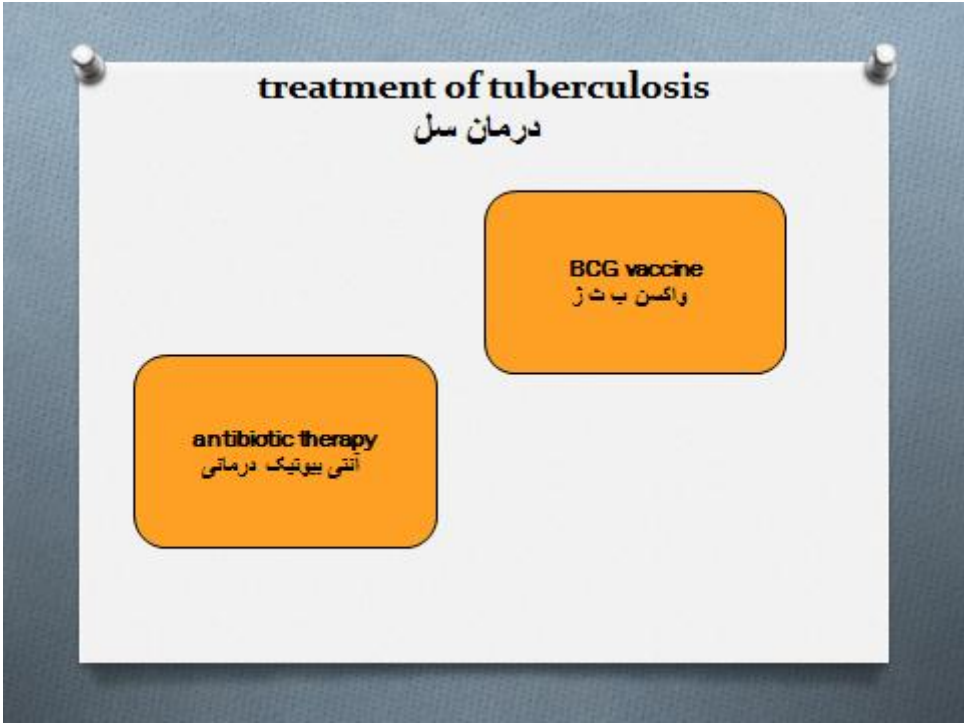 treatment of tuberculosis
درمان سل
BCG vaccine
واکسن ب ث ژ
antibiotic therapy
آنتی بیوتیک درمانی